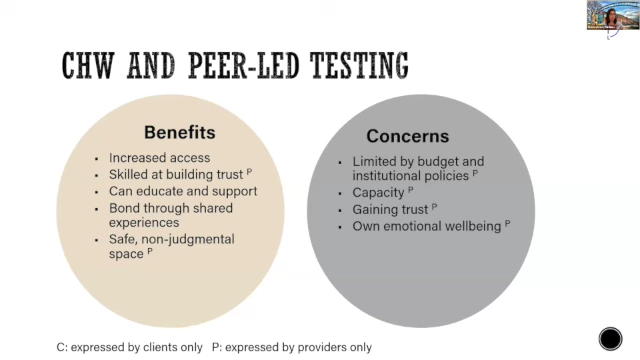 CHW AND PEER-LED TESTING
Benefits
▪ Increased access
▪ Skilled at building trust P
▪ Can educate and support
▪ Bond through shared
experiences
▪ Safe, non-judgmental
space P
Concerns
▪ Limited by budget and
institutional policies P
▪ Capacity P
▪ Gaining trust P
▪ Own emotional wellbeing P
C: expressed by clients only P: expressed by providers only